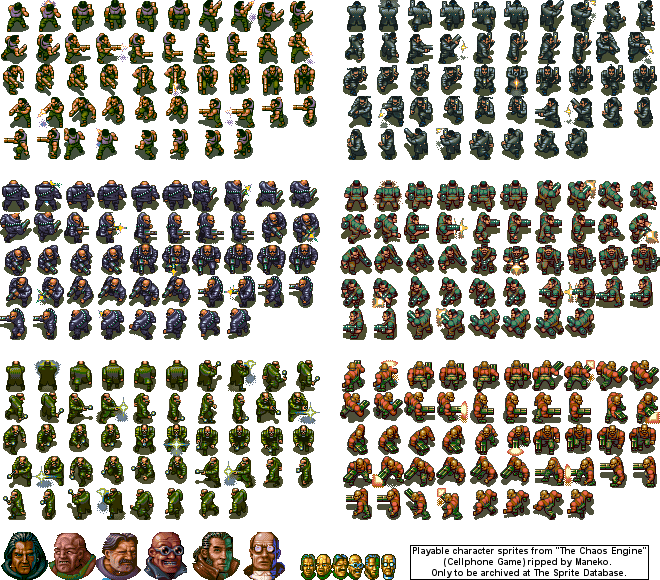 Playable character sprites from "The Chaos Engine"
(Cellphone Game) ripped by Maneko.
Only to be archived at The Sprite Database.